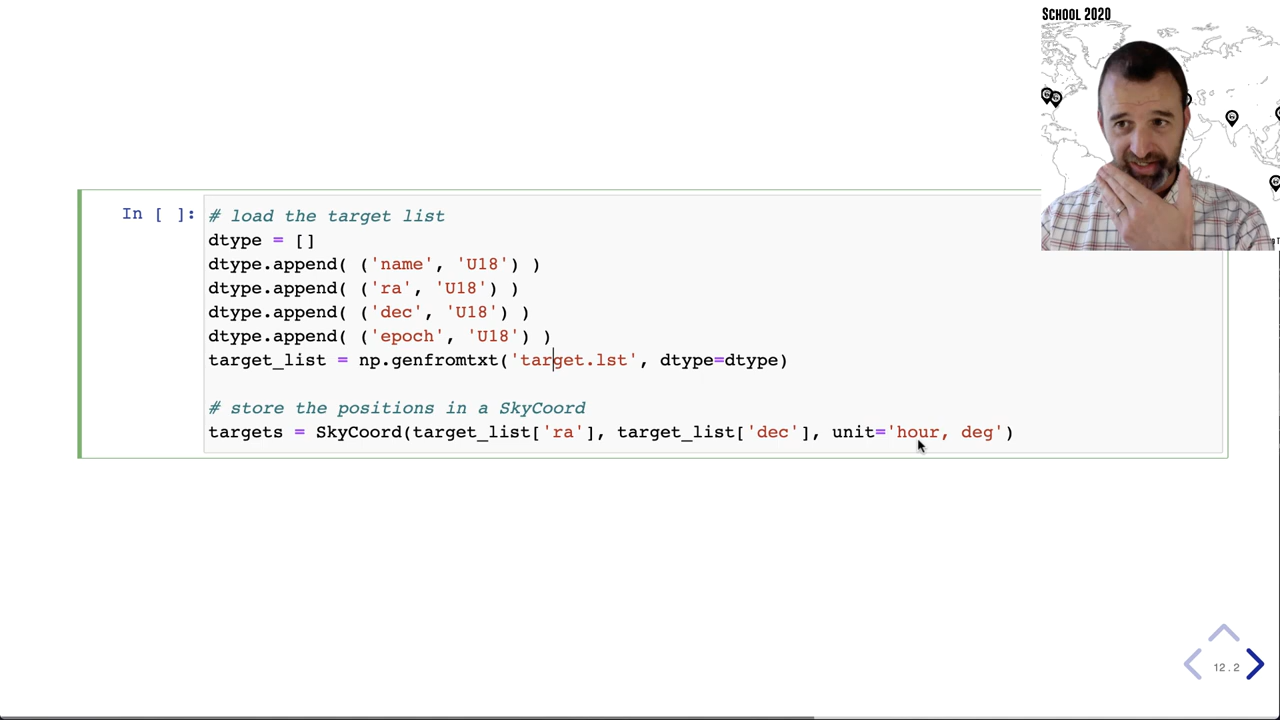 SCHOOL 2020
In [ ]:
# load the target list
dtype = []
dtype.append( ('name', 'U18') )
dtype.append( ('ra', 'U18') )
dtype.append( ('dec', 'U18') )
dtype.append( ('epoch', 'U18') )
target_list = np.genfromtxt('target.lst', dtype=dtype)
# store the positions in a SkyCoord
targets = SkyCoord(target_list['ra'], target_list['dec'], unit='hour, deg')
12.2